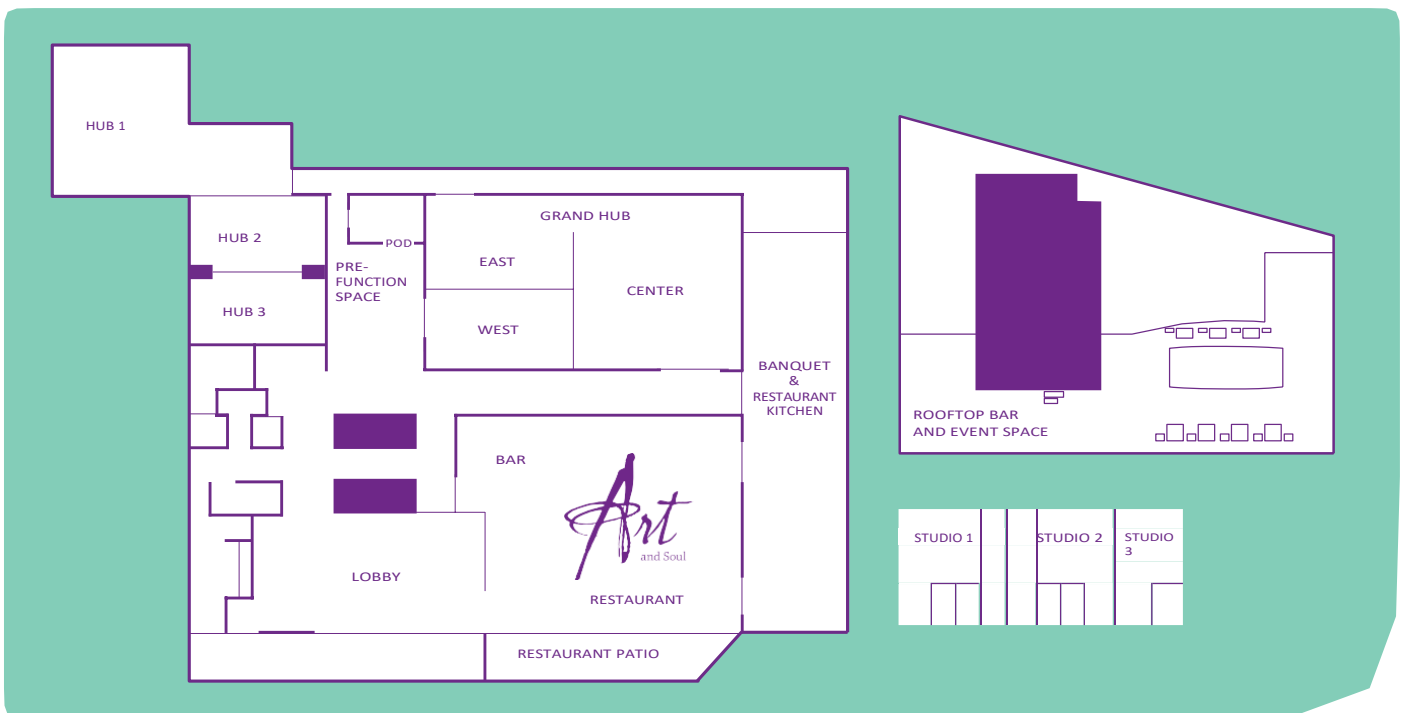 HUB 1
HUB 2
HUB 3
PRE-
FUNCTION
SPACE
POD
GRAND HUB
EAST
CENTER
WEST
BANQUET
&
RESTAURANT
KITCHEN
BAR
Art
and Soul
LOBBY
RESTAURANT
RESTAURANT PATIO
ROOFTOP BAR
AND EVENT SPACE
STUDIO 1
STUDIO 2
STUDIO
3